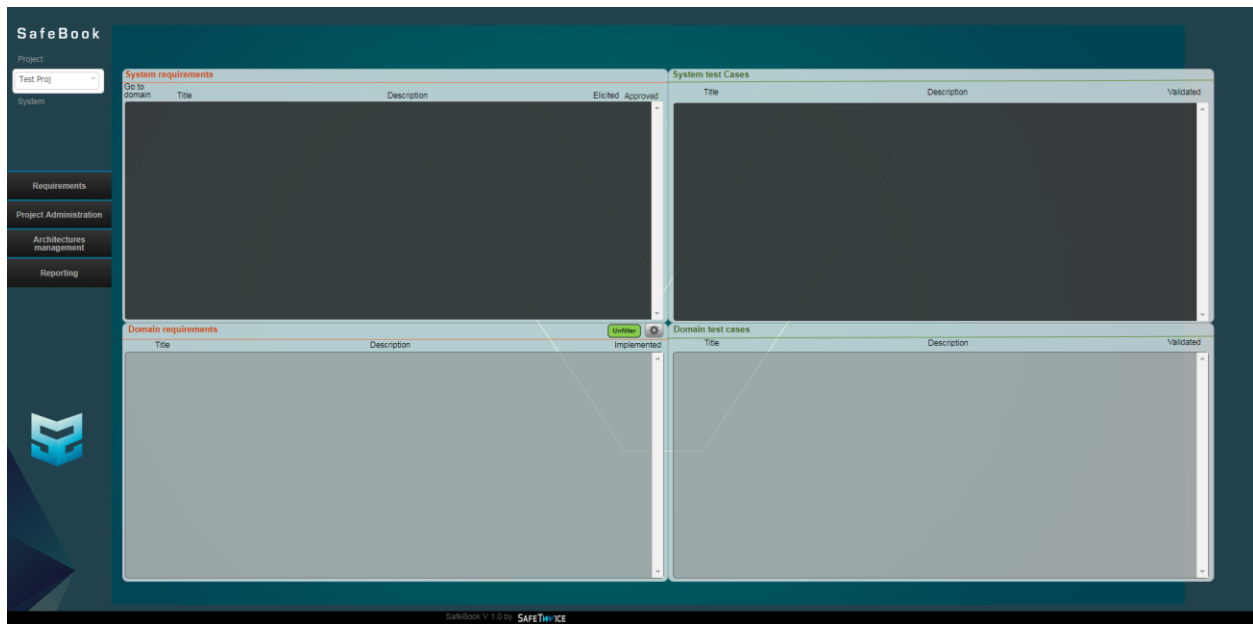 SafeBook
Project
Test Proj
System
Requirements
Project Administration
Architectures
management
Reporting
System requirements
Go to
domain Title Description Elicited Approved
System test Cases
Title Description Validated
Domain requirements Unfilter
Title Description Implemented
Domain test cases
Title Description Validated
SafeBook V 1.0 by SAFETWICE